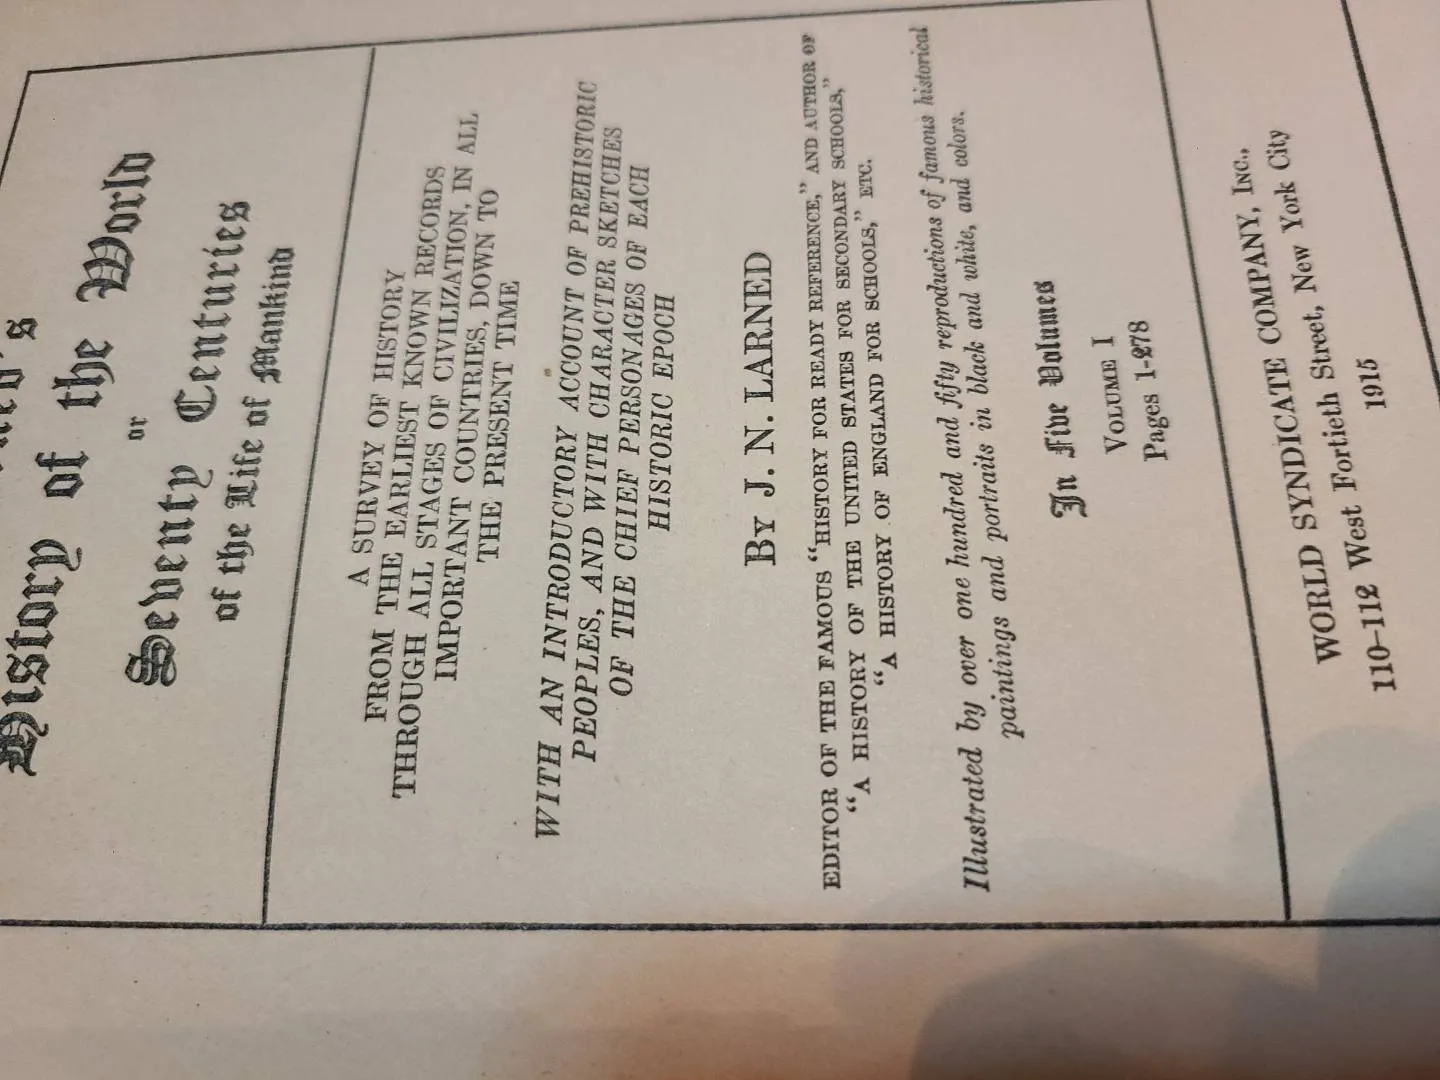 History of the World
or
Seventy Centuries
of the Life of Mankind
A SURVEY OF HISTORY
FROM THE EARLIEST KNOWN RECORDS
THROUGH ALL STAGES OF CIVILIZATION, IN ALL
IMPORTANT COUNTRIES, DOWN TO
THE PRESENT TIME
WITH AN INTRODUCTORY ACCOUNT OF PREHISTORIC
PEOPLES, AND WITH CHARACTER SKETCHES
OF THE CHIEF PERSONAGES OF EACH
HISTORIC EPOCH
BY J. N. LARNED
EDITOR OF THE FAMOUS “HISTORY FOR READY REFERENCE,” AND AUTHOR OF
“A HISTORY OF THE UNITED STATES FOR SECONDARY SCHOOLS,”
“A HISTORY OF ENGLAND FOR SCHOOLS,” ETC.
Illustrated by over one hundred and fifty reproductions of famous historical
paintings and portraits in black and white, and colors.
In Five Volumes
VOLUME I
Pages 1-278
WORLD SYNDICATE COMPANY, INC.,
110-112 West Fortieth Street, New York City
1915